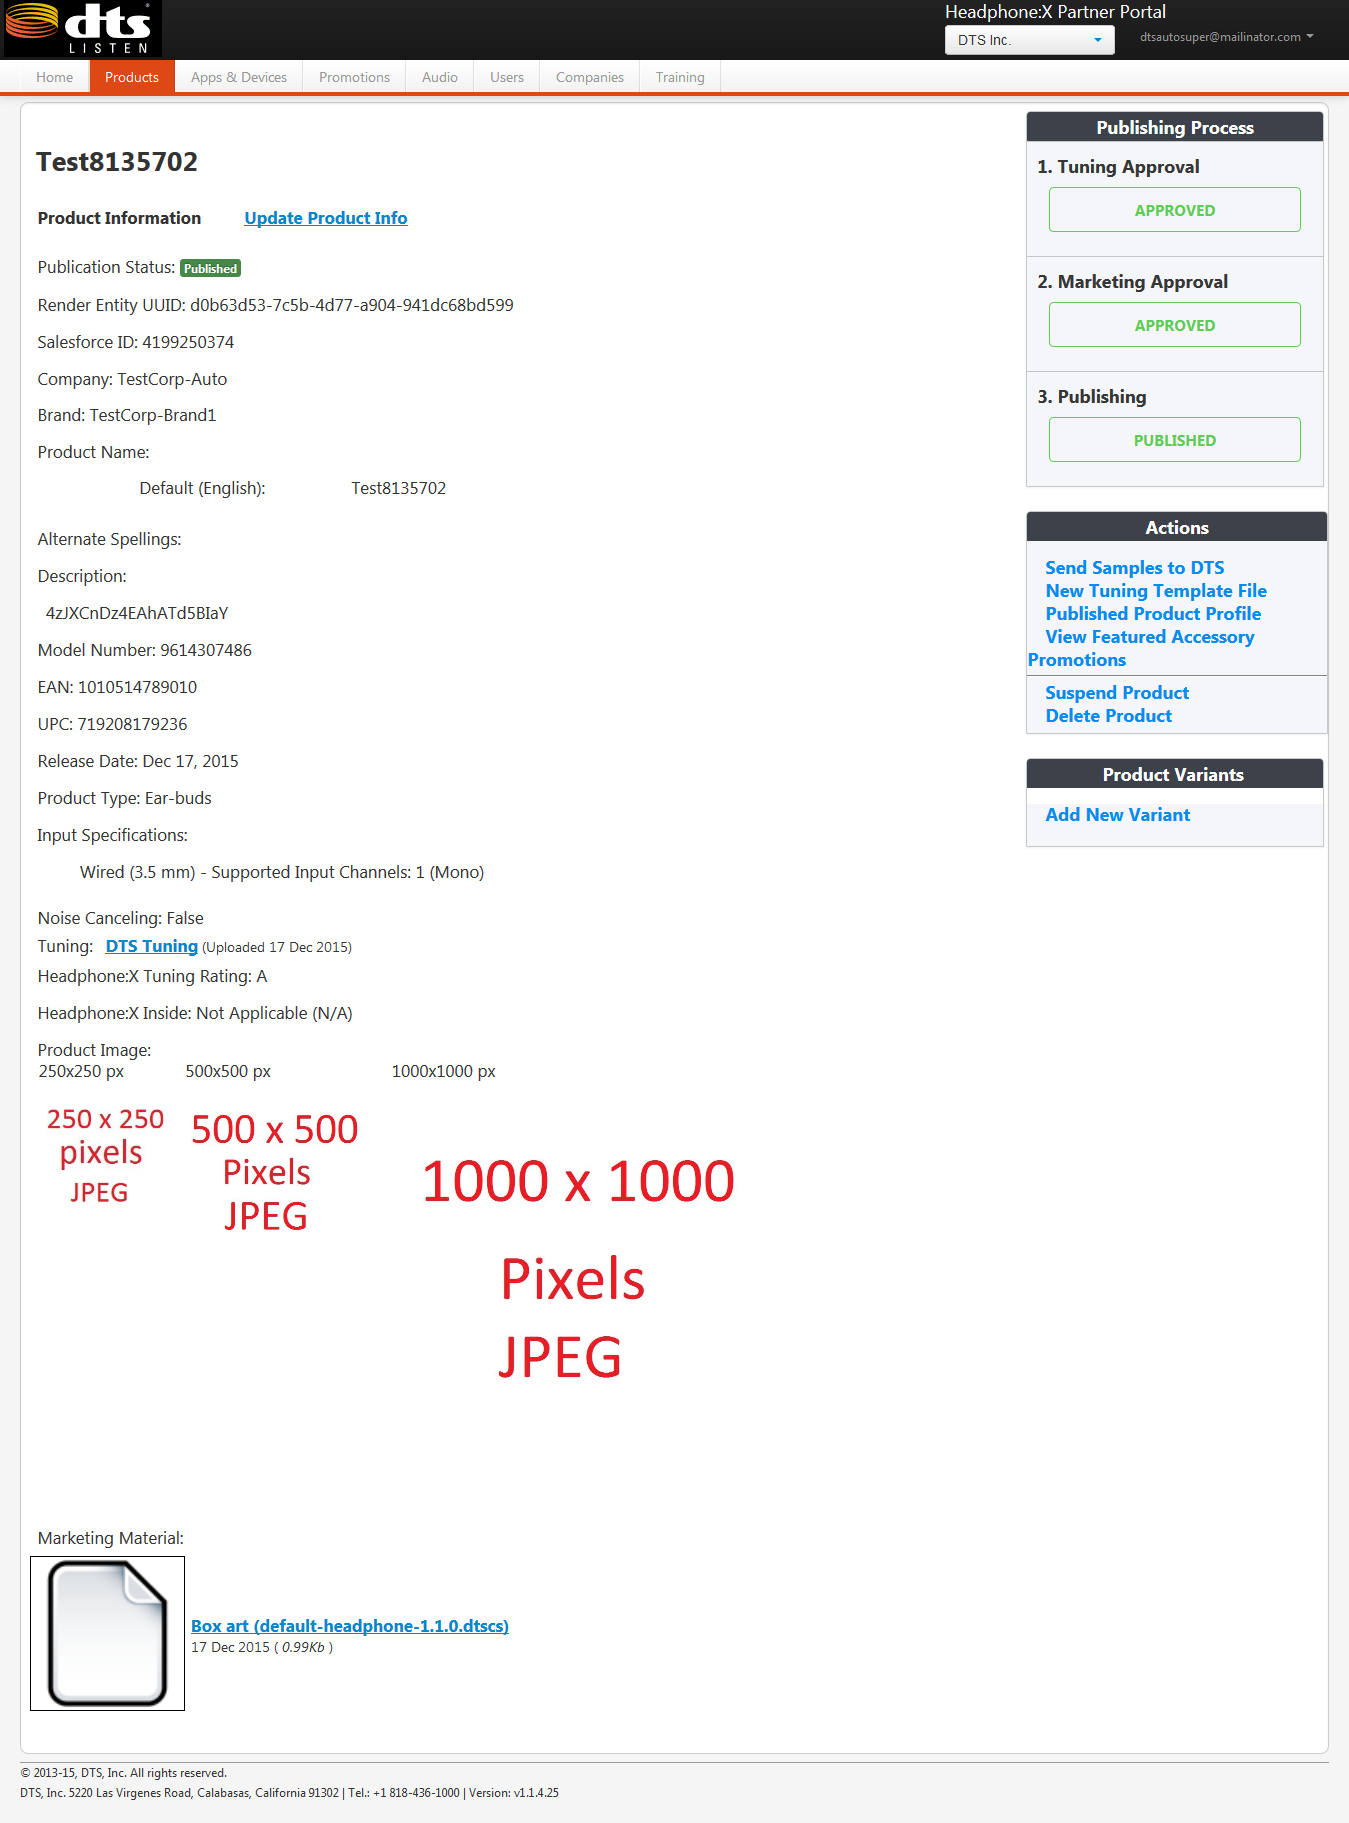 dts
LISTEN
Headphone:X Partner Portal
DTS Inc.
dtsautosuper@mailinator.com
Home
Products
Apps & Devices
Promotions
Audio
Users
Companies
Training
Test8135702
Product Information
Update Product Info
Publication Status: Published
Render Entity UUID: d0b63d53-7c5b-4d77-a904-941dc68bd599
Salesforce ID: 4199250374
Company: TestCorp-Auto
Brand: TestCorp-Brand1
Product Name:
Default (English): Test8135702
Alternate Spellings:
Description:
4zJXCnDz4EAhATd5BIaY
Model Number: 9614307486
EAN: 1010514789010
UPC: 719208179236
Release Date: Dec 17, 2015
Product Type: Ear-buds
Input Specifications:
Wired (3.5 mm) - Supported Input Channels: 1 (Mono)
Noise Canceling: False
Tuning: DTS Tuning (Uploaded 17 Dec 2015)
Headphone:X Tuning Rating: A
Headphone:X Inside: Not Applicable (N/A)
Product Image:
250x250 px
500x500 px
1000x1000 px
250 x 250
pixels
JPEG
500 x 500
Pixels
JPEG
1000 x 1000
Pixels
JPEG
Marketing Material:
Box art (default-headphone-1.1.0.dtscs)
17 Dec 2015 ( 0.99Kb )
Publishing Process
1. Tuning Approval
APPROVED
2. Marketing Approval
APPROVED
3. Publishing
PUBLISHED
Actions
Send Samples to DTS
New Tuning Template File
Published Product Profile
View Featured Accessory
Promotions
Suspend Product
Delete Product
Product Variants
Add New Variant
© 2013-15, DTS, Inc. All rights reserved.
DTS, Inc. 5220 Las Virgenes Road, Calabasas, California 91302 | Tel.: +1 818-436-1000 | Version: v1.1.4.25